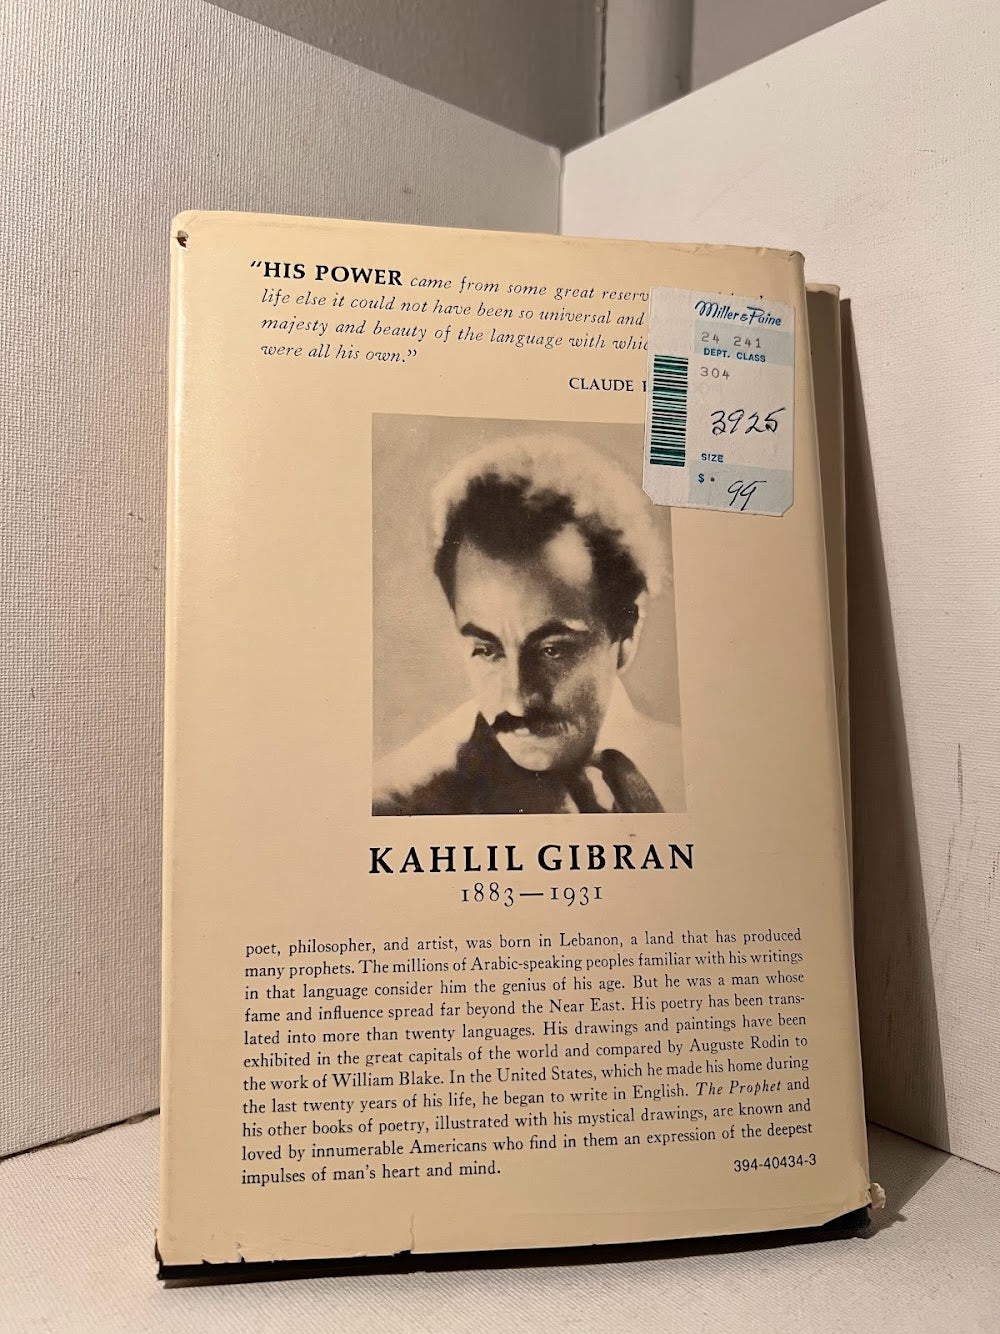 “HIS POWER came from some great reserv
life else it could not have been so universal and
majesty and beauty of the language with whic
were all his own.”
CLAUDE
Miller & Paine
24 241
DEPT. CLASS
304
3925
SIZE
$ . 99
KAHLIL GIBRAN
1883—1931
poet, philosopher, and artist, was born in Lebanon, a land that has produced
many prophets. The millions of Arabic-speaking peoples familiar with his writings
in that language consider him the genius of his age. But he was a man whose
fame and influence spread far beyond the Near East. His poetry has been trans-
lated into more than twenty languages. His drawings and paintings have been
exhibited in the great capitals of the world and compared by Auguste Rodin to
the work of William Blake. In the United States, which he made his home during
the last twenty years of his life, he began to write in English. The Prophet and
his other books of poetry, illustrated with his mystical drawings, are known and
loved by innumerable Americans who find in them an expression of the deepest
impulses of man's heart and mind.
394-40434-3